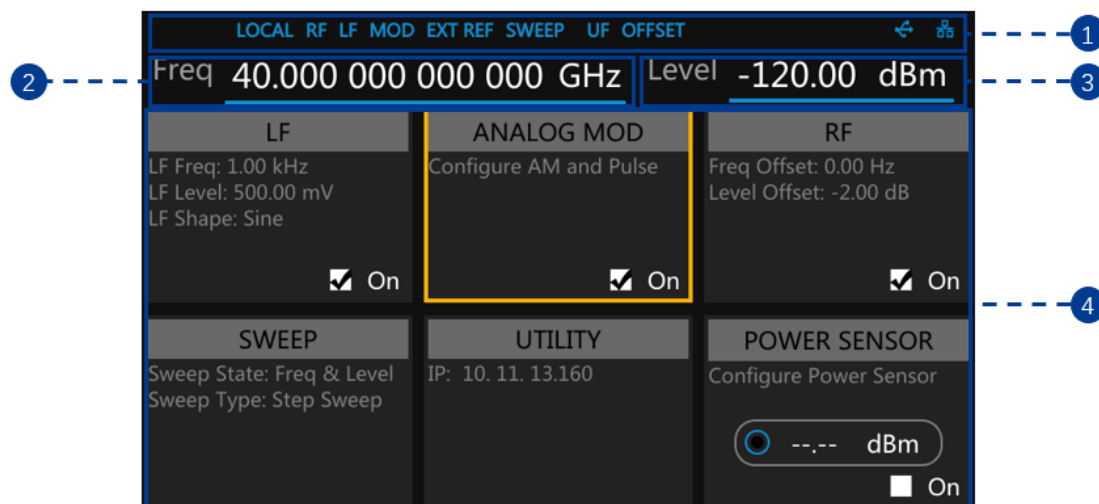 LOCAL RF LF MOD EXT REF SWEEP UF OFFSET
1
2
Freq 40.000 000 000 000 GHz
Level -120.00 dBm
3
LF
LF Freq: 1.00 kHz
LF Level: 500.00 mV
LF Shape: Sine
On
ANALOG MOD
Configure AM and Pulse
On
RF
Freq Offset: 0.00 Hz
Level Offset: -2.00 dB
On
4
SWEEP
Sweep State: Freq & Level
Sweep Type: Step Sweep
UTILITY
IP: 10. 11. 13.160
POWER SENSOR
Configure Power Sensor
--.-- dBm
On